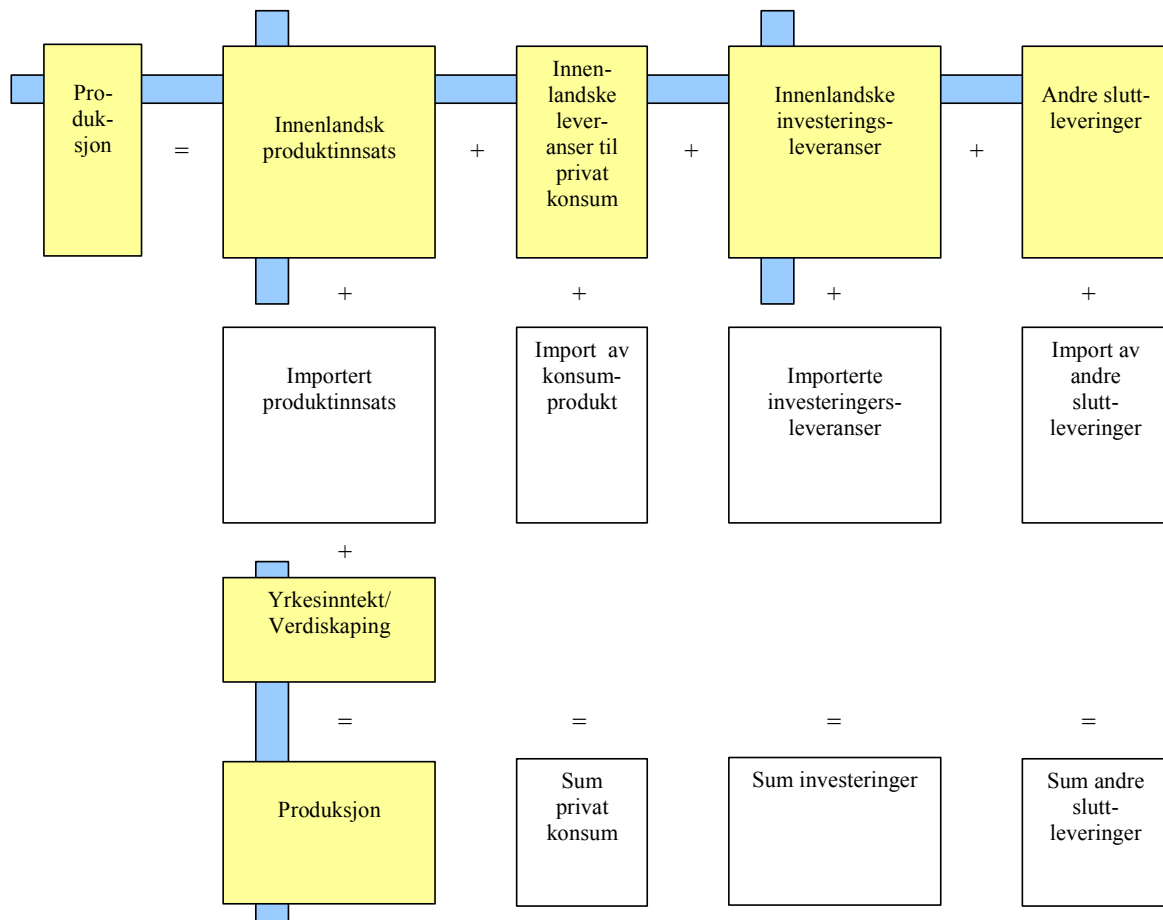 Pro-
duk-
sjon
=
Innenlandsk
produktinnsats
+
Innen-
landske
lever-
anser til
privat
konsum
+
Innenlandske
investerings-
leveranser
+
Andre slutt-
leveringer
+
+
+
+
Importert
produktinnsats
Import av
konsum-
produkt
Importerte
investeringers-
leveranser
Import av
andre
slutt-
leveringer
+
Yrkesinntekt/
Verdiskaping
=
=
=
=
Produksjon
Sum
privat
konsum
Sum investeringer
Sum andre
slutt-
leveringer